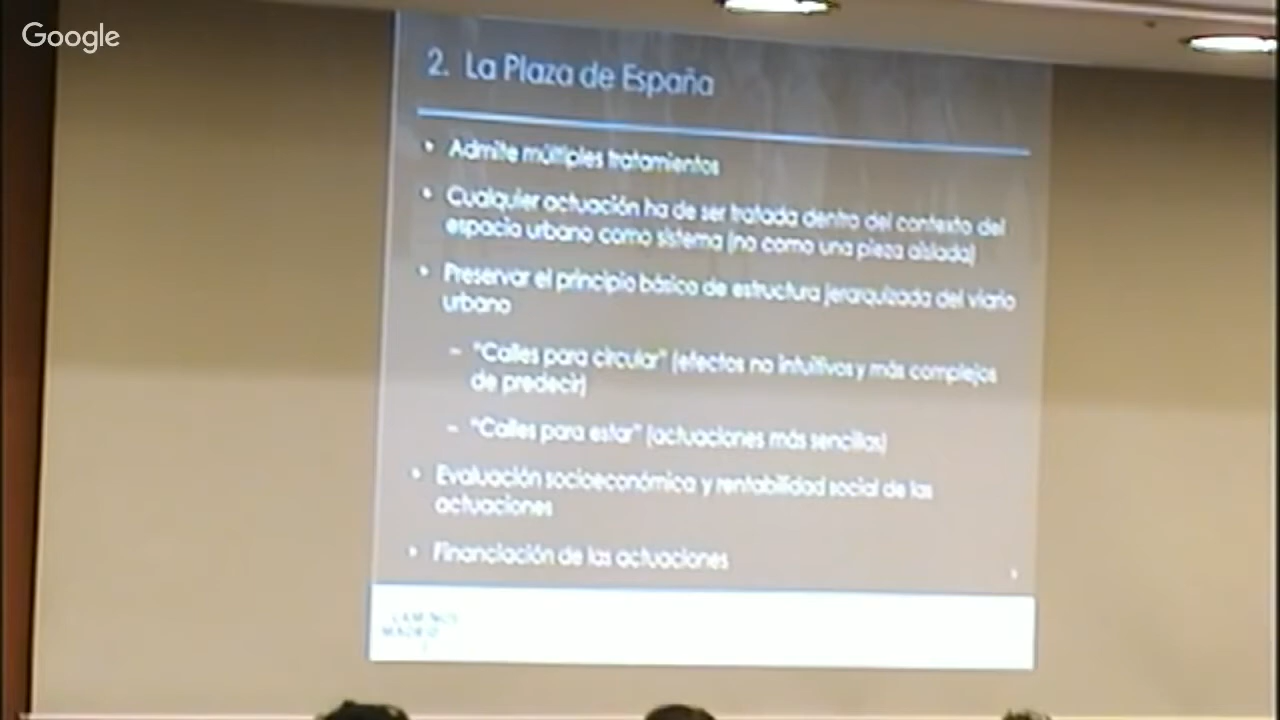 Google
2. La Plaza de España
• Admite múltiples tratamientos
• Cualquier actuación ha de ser tratada dentro del contexto del
espacio urbano como sistema (no como una pieza aislada)
• Preservar el principio básico de estructura jerarquizada del viario
urbano
– "Calles para circular" (efectos no intuitivos y más complejos
de predecir)
– "Calles para estar" (actuaciones más sencillas)
• Evaluación socioeconómica y rentabilidad social de las
actuaciones
• Financiación de las actuaciones
CAMINOS
MADRID